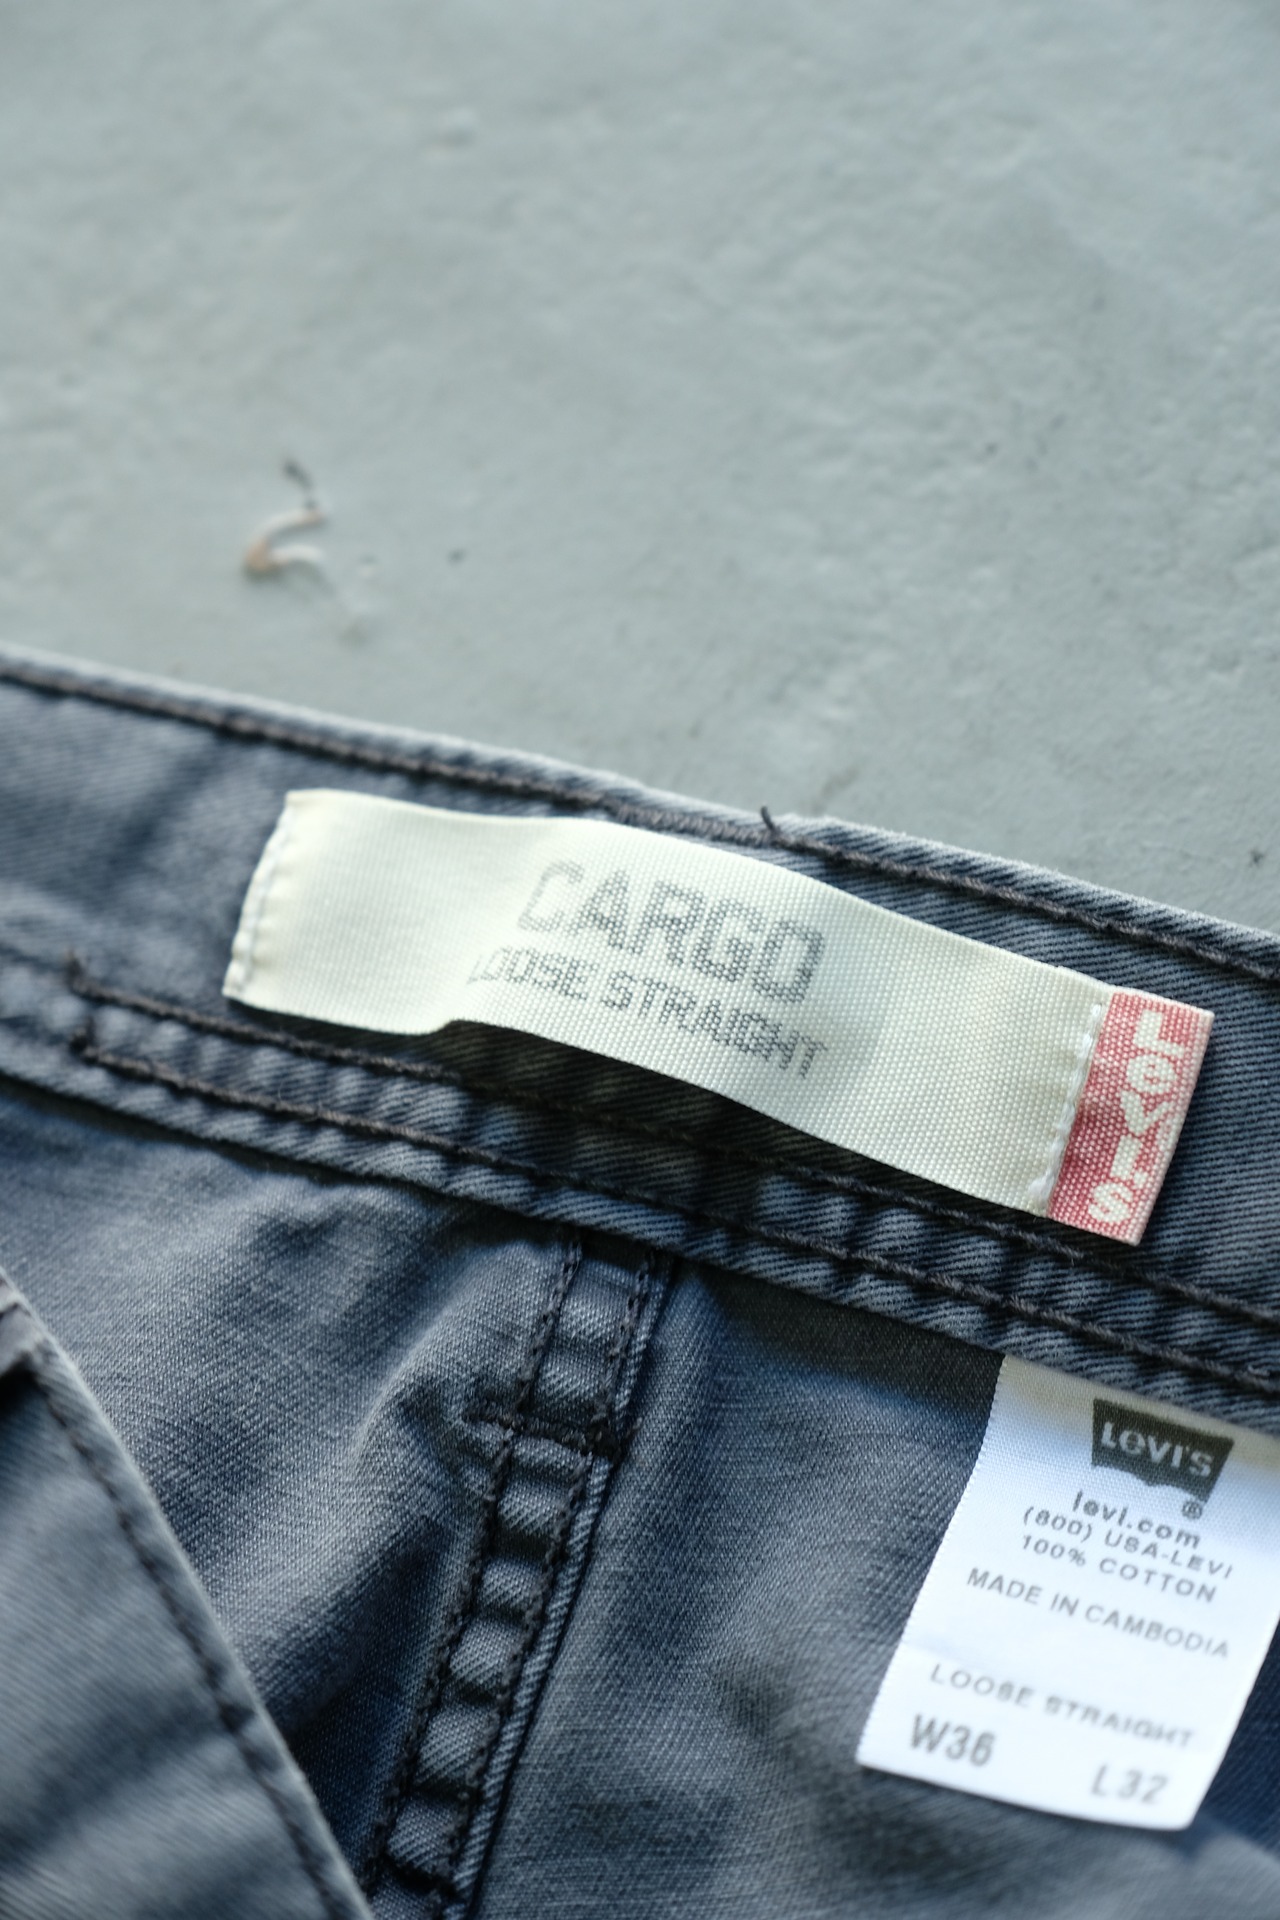 CARGO
LOOSE STRAIGHT
LEVI'S
LEVI'S
®
levi.com
(800) USA-LEVI
100% COTTON
MADE IN CAMBODIA
LOOSE STRAIGHT
W36
L32